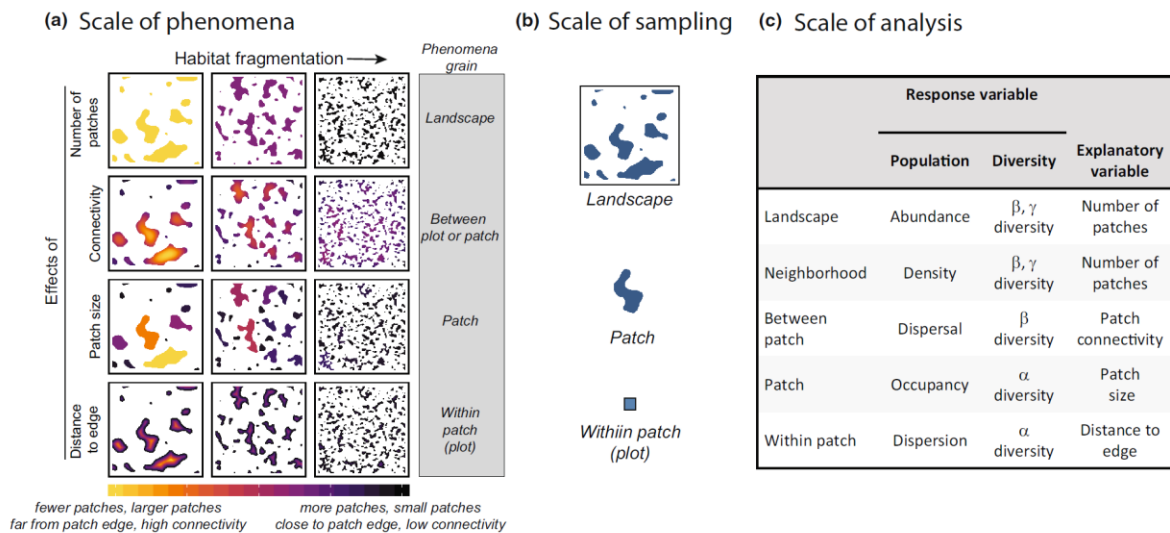 (a) Scale of phenomena
Habitat fragmentation
Phenomena
grain
Effects of
Number of
patches
Landscape
Connectivity
Between
plot or patch
Patch size
Patch
Distance
to edge
Within
patch
(plot)
fewer patches, larger patches
far from patch edge, high connectivity
more patches, small patches
close to patch edge, low connectivity
(b) Scale of sampling
Landscape
Patch
Withiin patch
(plot)
(c) Scale of analysis
Response variable
Population Diversity Explanatory
variable
Landscape Abundance β, γ
diversity Number of
patches
Neighborhood Density β, γ
diversity Number of
patches
Between
patch Dispersal β
diversity Patch
connectivity
Patch Occupancy α
diversity Patch
size
Within patch Dispersion α
diversity Distance to
edge